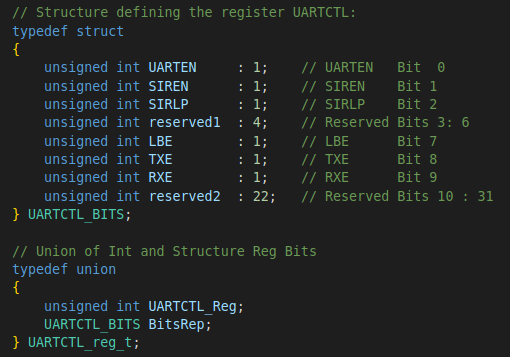 // Structure defining the register UARTCTL:
typedef struct
{
    unsigned int UARTEN     : 1;    // UARTEN   Bit  0
    unsigned int SIREN      : 1;    // SIREN    Bit 1
    unsigned int SIRLP      : 1;    // SIRLP    Bit 2
    unsigned int reserved1  : 4;    // Reserved Bits 3: 6
    unsigned int LBE        : 1;    // LBE      Bit 7
    unsigned int TXE        : 1;    // TXE      Bit 8
    unsigned int RXE        : 1;    // RXE      Bit 9
    unsigned int reserved2  : 22;   // Reserved Bits 10 : 31
} UARTCTL_BITS;

// Union of Int and Structure Reg Bits
typedef union
{
    unsigned int UARTCTL_Reg;
    UARTCTL_BITS BitsRep;
} UARTCTL_reg_t;